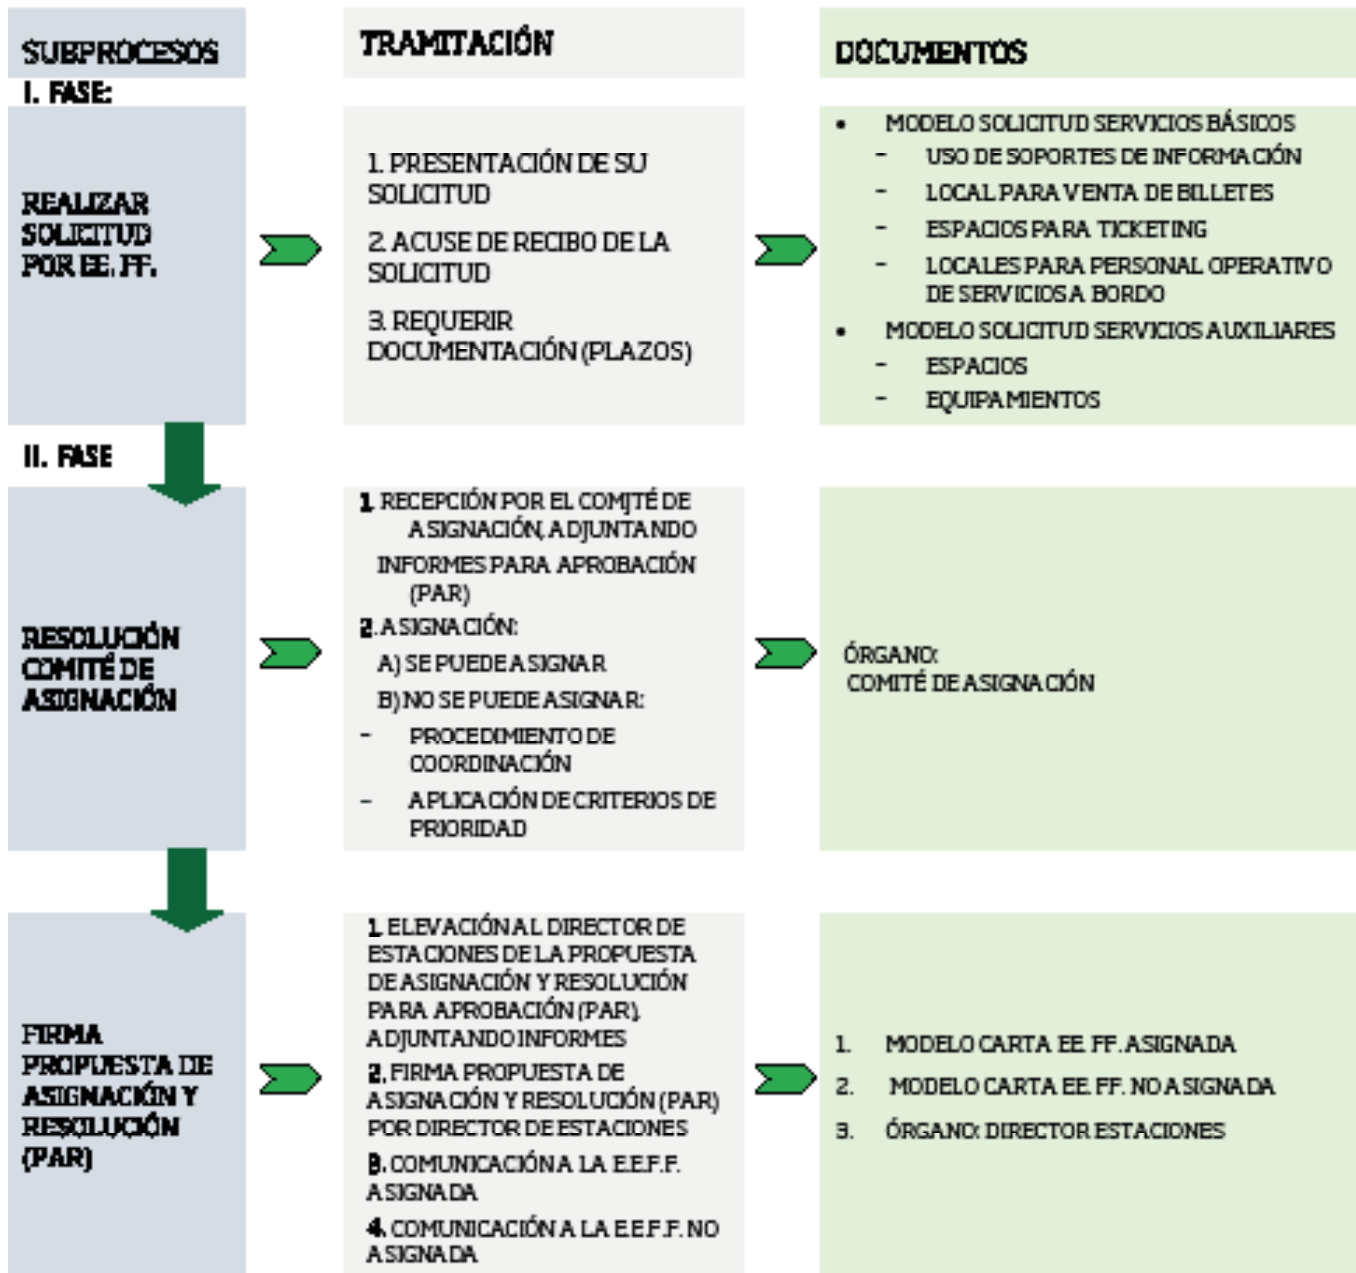 SUBPROCESOS
TRAMITACIÓN
DOCUMENTOS
I. FASE:
REALIZAR
SOLICITUD
POR EE. FF.
1. PRESENTACIÓN DE SU
SOLICITUD
2. ACUSE DE RECIBO DE LA
SOLICITUD
3. REQUERIR
DOCUMENTACIÓN (PLAZOS)
• MODELO SOLICITUD SERVICIOS BÁSICOS
- USO DE SOPORTES DE INFORMACIÓN
- LOCAL PARA VENTA DE BILLETES
- ESPACIOS PARA TICKETING
- LOCALES PARA PERSONAL OPERATIVO
DE SERVICIOS A BORDO
• MODELO SOLICITUD SERVICIOS AUXILIARES
- ESPACIOS
- EQUIPAMIENTOS
II. FASE
RESOLUCIÓN
COMITÉ DE
ASIGNACIÓN
1. RECEPCIÓN POR EL COMITÉ DE
ASIGNACIÓN, ADJUNTANDO
INFORMES PARA APROBACIÓN
(PAR)
2. ASIGNACIÓN:
A) SE PUEDE ASIGNAR
B) NO SE PUEDE ASIGNAR:
- PROCEDIMIENTO DE
COORDINACIÓN
- APLICACIÓN DE CRITERIOS DE
PRIORIDAD
ÓRGANO:
COMITÉ DE ASIGNACIÓN
FIRMA
PROPUESTA DE
ASIGNACIÓN Y
RESOLUCIÓN
(PAR)
1. ELEVACIÓN AL DIRECTOR DE
ESTACIONES DE LA PROPUESTA
DE ASIGNACIÓN Y RESOLUCIÓN
PARA APROBACIÓN (PAR),
ADJUNTANDO INFORMES
2. FIRMA PROPUESTA DE
ASIGNACIÓN Y RESOLUCIÓN (PAR)
POR DIRECTOR DE ESTACIONES
3. COMUNICACIÓN A LA E.E.F.F.
ASIGNADA
4. COMUNICACIÓN A LA E.E.F.F. NO
ASIGNADA
1. MODELO CARTA EE. FF. ASIGNADA
2. MODELO CARTA EE. FF. NO ASIGNADA
3. ÓRGANO: DIRECTOR ESTACIONES